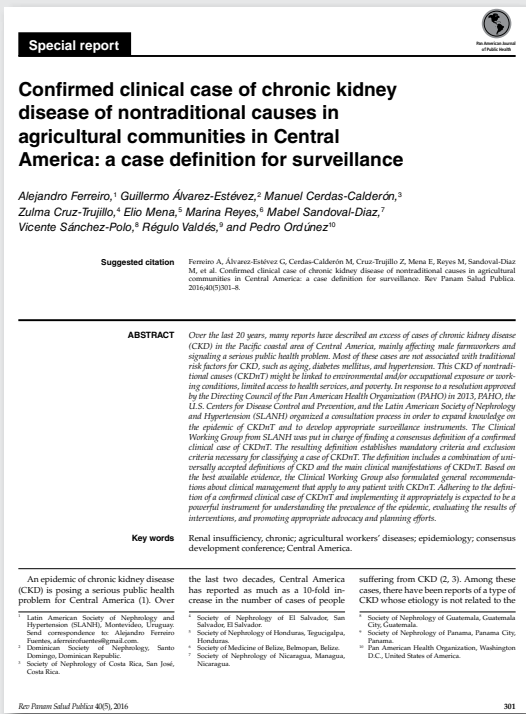 Special report
Pan American Journal
of Public Health
Confirmed clinical case of chronic kidney
disease of nontraditional causes in
agricultural communities in Central
America: a case definition for surveillance
Alejandro Ferreiro,¹ Guillermo Álvarez-Estévez,² Manuel Cerdas-Calderón,³
Zulma Cruz-Trujillo,⁴ Elio Mena,⁵ Marina Reyes,⁶ Mabel Sandoval-Diaz,⁷
Vicente Sánchez-Polo,⁸ Régulo Valdés,⁹ and Pedro Ordúnez¹⁰
Suggested citation
Ferreiro A, Álvarez-Estévez G, Cerdas-Calderón M, Cruz-Trujillo Z, Mena E, Reyes M, Sandoval-Diaz
M, et al. Confirmed clinical case of chronic kidney disease of nontraditional causes in agricultural
communities in Central America: a case definition for surveillance. Rev Panam Salud Publica.
2016;40(5)301–8.
ABSTRACT
Over the last 20 years, many reports have described an excess of cases of chronic kidney disease
(CKD) in the Pacific coastal area of Central America, mainly affecting male farmworkers and
signaling a serious public health problem. Most of these cases are not associated with traditional
risk factors for CKD, such as aging, diabetes mellitus, and hypertension. This CKD of nontradi-
tional causes (CKDnT) might be linked to environmental and/or occupational exposure or work-
ing conditions, limited access to health services, and poverty. In response to a resolution approved
by the Directing Council of the Pan American Health Organization (PAHO) in 2013, PAHO, the
U.S. Centers for Disease Control and Prevention, and the Latin American Society of Nephrology
and Hypertension (SLANH) organized a consultation process in order to expand knowledge on
the epidemic of CKDnT and to develop appropriate surveillance instruments. The Clinical
Working Group from SLANH was put in charge of finding a consensus definition of a confirmed
clinical case of CKDnT. The resulting definition establishes mandatory criteria and exclusion
criteria necessary for classifying a case of CKDnT. The definition includes a combination of uni-
versally accepted definitions of CKD and the main clinical manifestations of CKDnT. Based on
the best available evidence, the Clinical Working Group also formulated general recommenda-
tions about clinical management that apply to any patient with CKDnT. Adhering to the defini-
tion of a confirmed clinical case of CKDnT and implementing it appropriately is expected to be a
powerful instrument for understanding the prevalence of the epidemic, evaluating the results of
interventions, and promoting appropriate advocacy and planning efforts.
Key words
Renal insufficiency, chronic; agricultural workers' diseases; epidemiology; consensus
development conference; Central America.
An epidemic of chronic kidney disease
(CKD) is posing a serious public health
problem for Central America (1). Over
the last two decades, Central America
has reported as much as a 10-fold in-
crease in the number of cases of people
suffering from CKD (2, 3). Among these
cases, there have been reports of a type of
CKD whose etiology is not related to the
¹ Latin American Society of Nephrology and
Hypertension (SLANH), Montevideo, Uruguay.
Send correspondence to: Alejandro Ferreiro
Fuentes, aferreirofuentes@gmail.com.
² Dominican Society of Nephrology, Santo
Domingo, Dominican Republic.
³ Society of Nephrology of Costa Rica, San José,
Costa Rica.
⁴ Society of Nephrology of El Salvador, San
Salvador, El Salvador.
⁵ Society of Nephrology of Honduras, Tegucigalpa,
Honduras.
⁶ Society of Medicine of Belize, Belmopan, Belize.
⁷ Society of Nephrology of Nicaragua, Managua,
Nicaragua.
⁸ Society of Nephrology of Guatemala, Guatemala
City, Guatemala.
⁹ Society of Nephrology of Panama, Panama City,
Panama.
¹⁰ Pan American Health Organization, Washington
D.C., United States of America.
Rev Panam Salud Publica 40(5), 2016
301